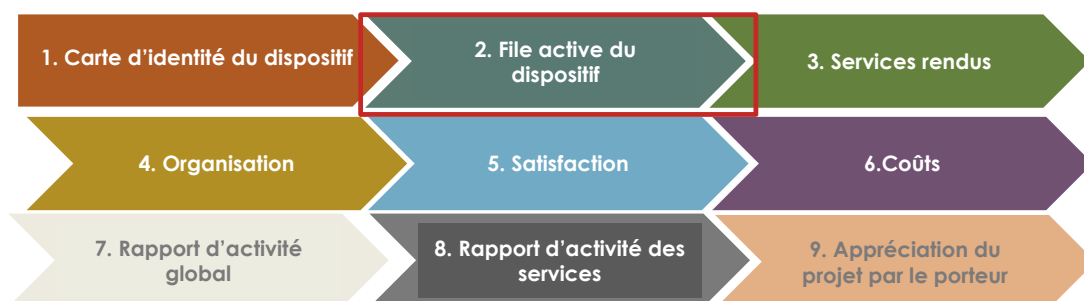 1. Carte d'identité du dispositif
2. File active du
dispositif
3. Services rendus
4. Organisation
5. Satisfaction
6.Coûts
7. Rapport d'activité
global
8. Rapport d'activité des
services
9. Appréciation du
projet par le porteur